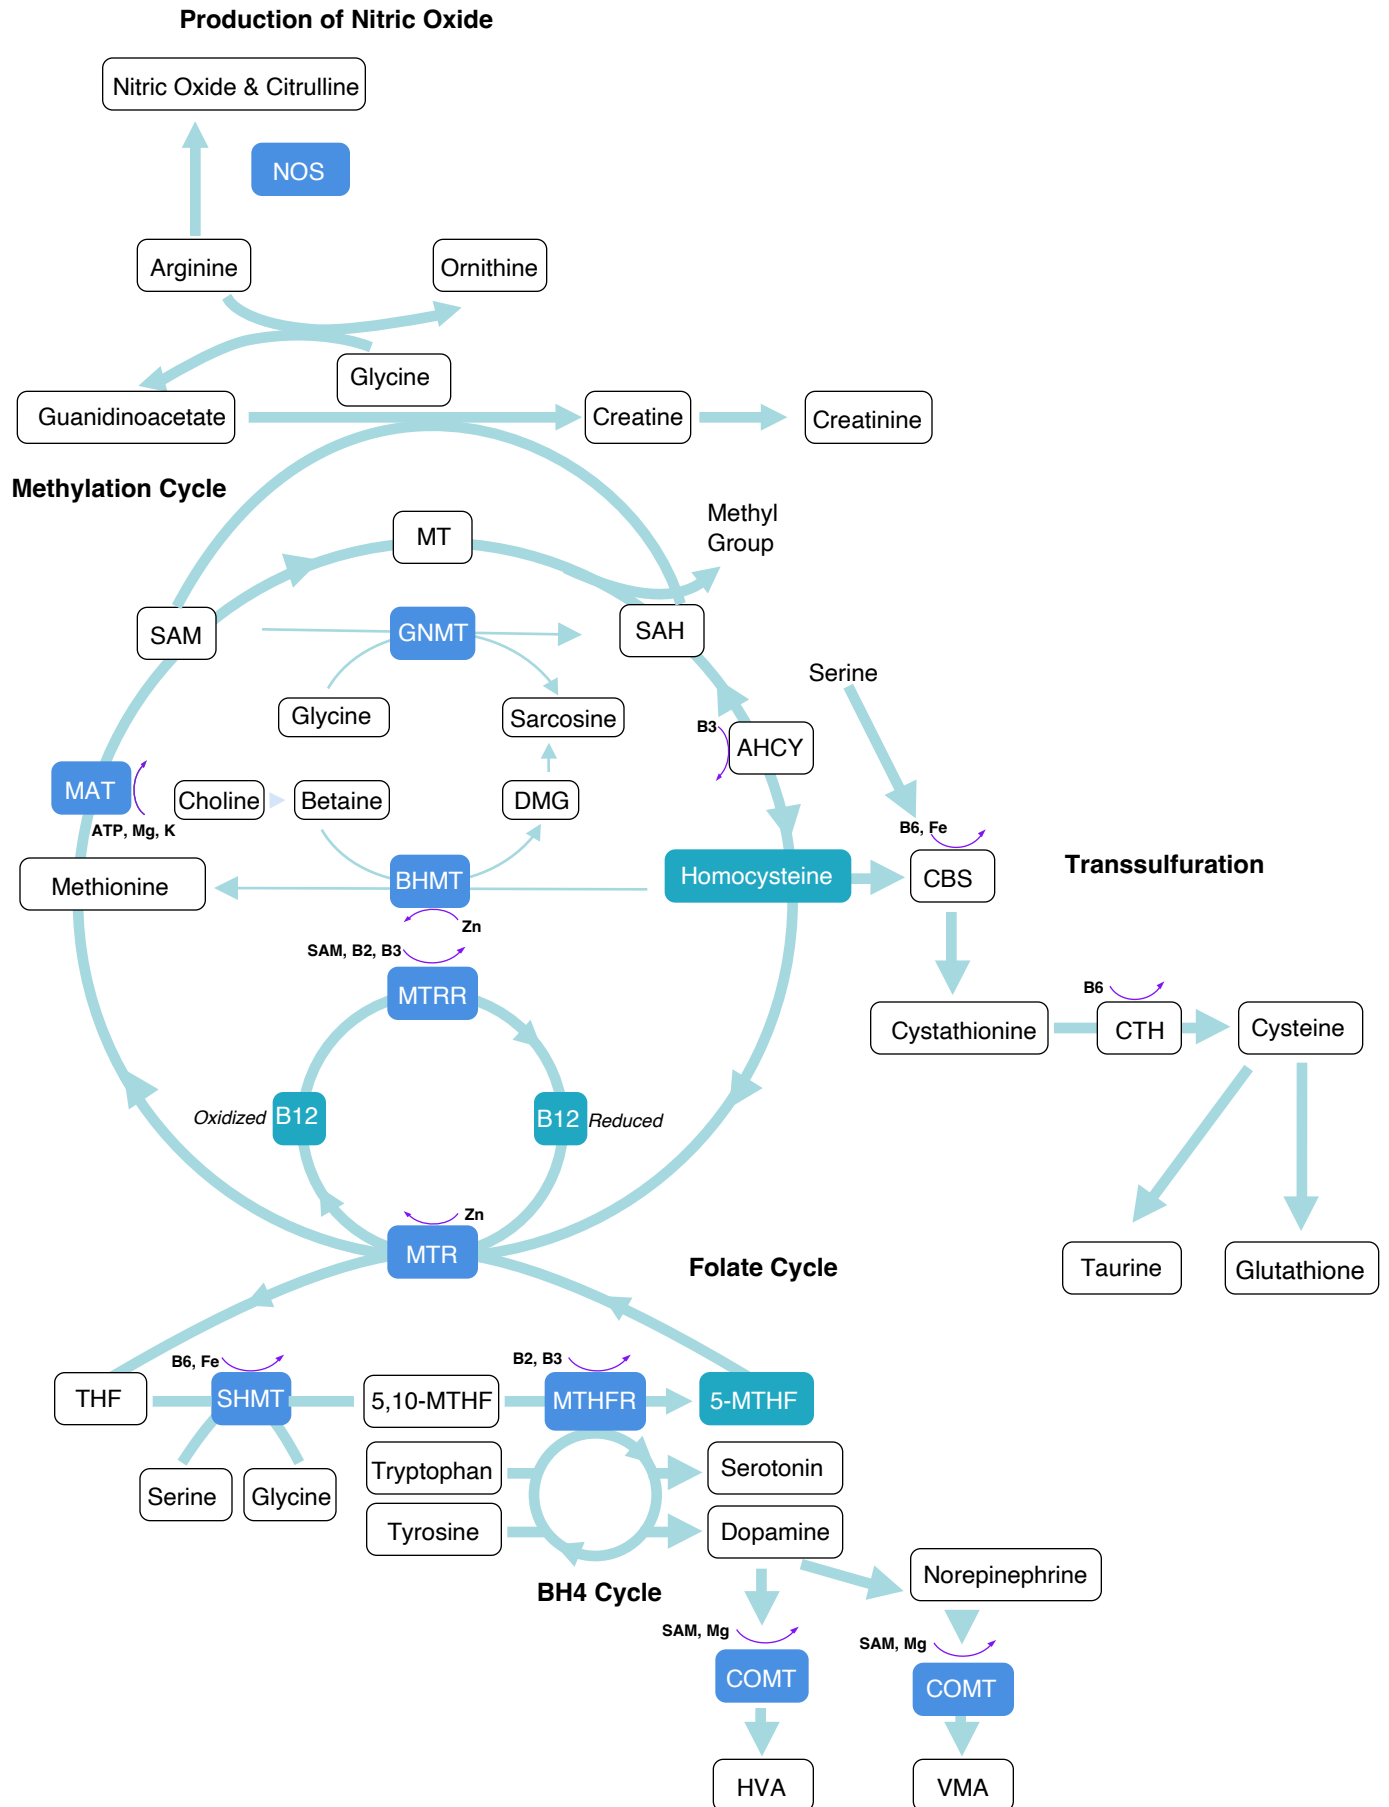 Production of Nitric Oxide
Nitric Oxide & Citrulline
NOS
Arginine
Ornithine
Glycine
Guanidinoacetate
Creatine
Creatinine
Methylation Cycle
Methyl
Group
MT
SAM
GNMT
SAH
Serine
Glycine
Sarcosine
B3
AHCY
MAT
Choline
Betaine
DMG
ATP, Mg, K
B6, Fe
Methionine
BHMT
Homocysteine
CBS
Transsulfuration
Zn
SAM, B2, B3
MTRR
B6
Cystathionine
CTH
Cysteine
Oxidized
B12
B12
Reduced
Zn
MTR
Folate Cycle
Taurine
Glutathione
B6, Fe
B2, B3
THF
SHMT
5,10-MTHF
MTHFR
5-MTHF
Tryptophan
Serotonin
Serine
Glycine
Tyrosine
Dopamine
BH4 Cycle
Norepinephrine
SAM, Mg
SAM, Mg
COMT
COMT
HVA
VMA